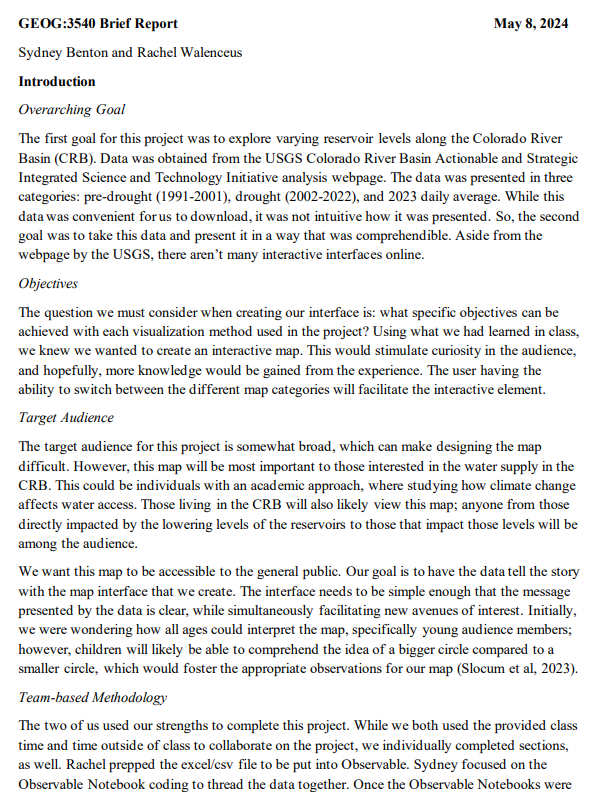 GEOG:3540 Brief Report May 8, 2024
Sydney Benton and Rachel Walenceus
Introduction
Overarching Goal
The first goal for this project was to explore varying reservoir levels along the Colorado River
Basin (CRB). Data was obtained from the USGS Colorado River Basin Actionable and Strategic
Integrated Science and Technology Initiative analysis webpage. The data was presented in three
categories: pre-drought (1991-2001), drought (2002-2022), and 2023 daily average. While this
data was convenient for us to download, it was not intuitive how it was presented. So, the second
goal was to take this data and present it in a way that was comprehendible. Aside from the
webpage by the USGS, there aren’t many interactive interfaces online.
Objectives
The question we must consider when creating our interface is: what specific objectives can be
achieved with each visualization method used in the project? Using what we had learned in class,
we knew we wanted to create an interactive map. This would stimulate curiosity in the audience,
and hopefully, more knowledge would be gained from the experience. The user having the
ability to switch between the different map categories will facilitate the interactive element.
Target Audience
The target audience for this project is somewhat broad, which can make designing the map
difficult. However, this map will be most important to those interested in the water supply in the
CRB. This could be individuals with an academic approach, where studying how climate change
affects water access. Those living in the CRB will also likely view this map; anyone from those
directly impacted by the lowering levels of the reservoirs to those that impact those levels will be
among the audience.
We want this map to be accessible to the general public. Our goal is to have the data tell the story
with the map interface that we create. The interface needs to be simple enough that the message
presented by the data is clear, while simultaneously facilitating new avenues of interest. Initially,
we were wondering how all ages could interpret the map, specifically young audience members;
however, children will likely be able to comprehend the idea of a bigger circle compared to a
smaller circle, which would foster the appropriate observations for our map (Slocum et al, 2023).
Team-based Methodology
The two of us used our strengths to complete this project. While we both used the provided class
time and time outside of class to collaborate on the project, we individually completed sections,
as well. Rachel prepped the excel/csv file to be put into Observable. Sydney focused on the
Observable Notebook coding to thread the data together. Once the Observable Notebooks were